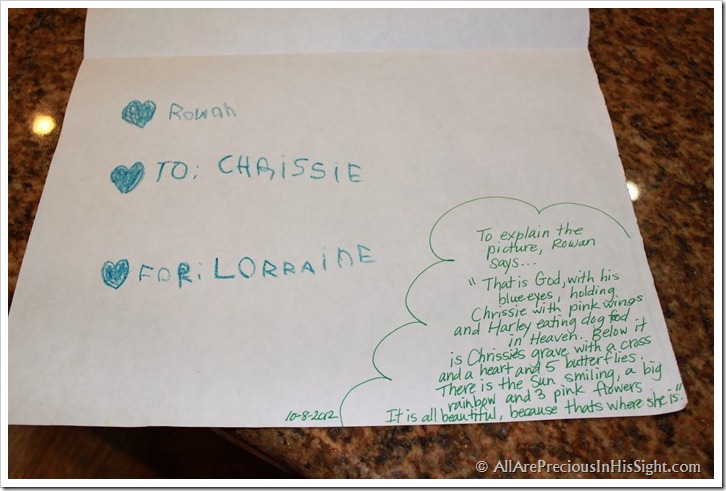 Rowan
TO: CHRISSIE
FOR: LORRAINE
To explain the
picture, Rowan
says...
"That is God, with his
blue eyes, holding
Chrissie with pink wings
and Harley eating dog food
in Heaven. Below it
is Chrissie's grave with a cross
and a heart and 5 butterflies.
There is the Sun smiling, a big
rainbow and 3 pink flowers.
It is all beautiful, because thats where she is."
10-8-2012
© AllArePreciousInHisSight.com